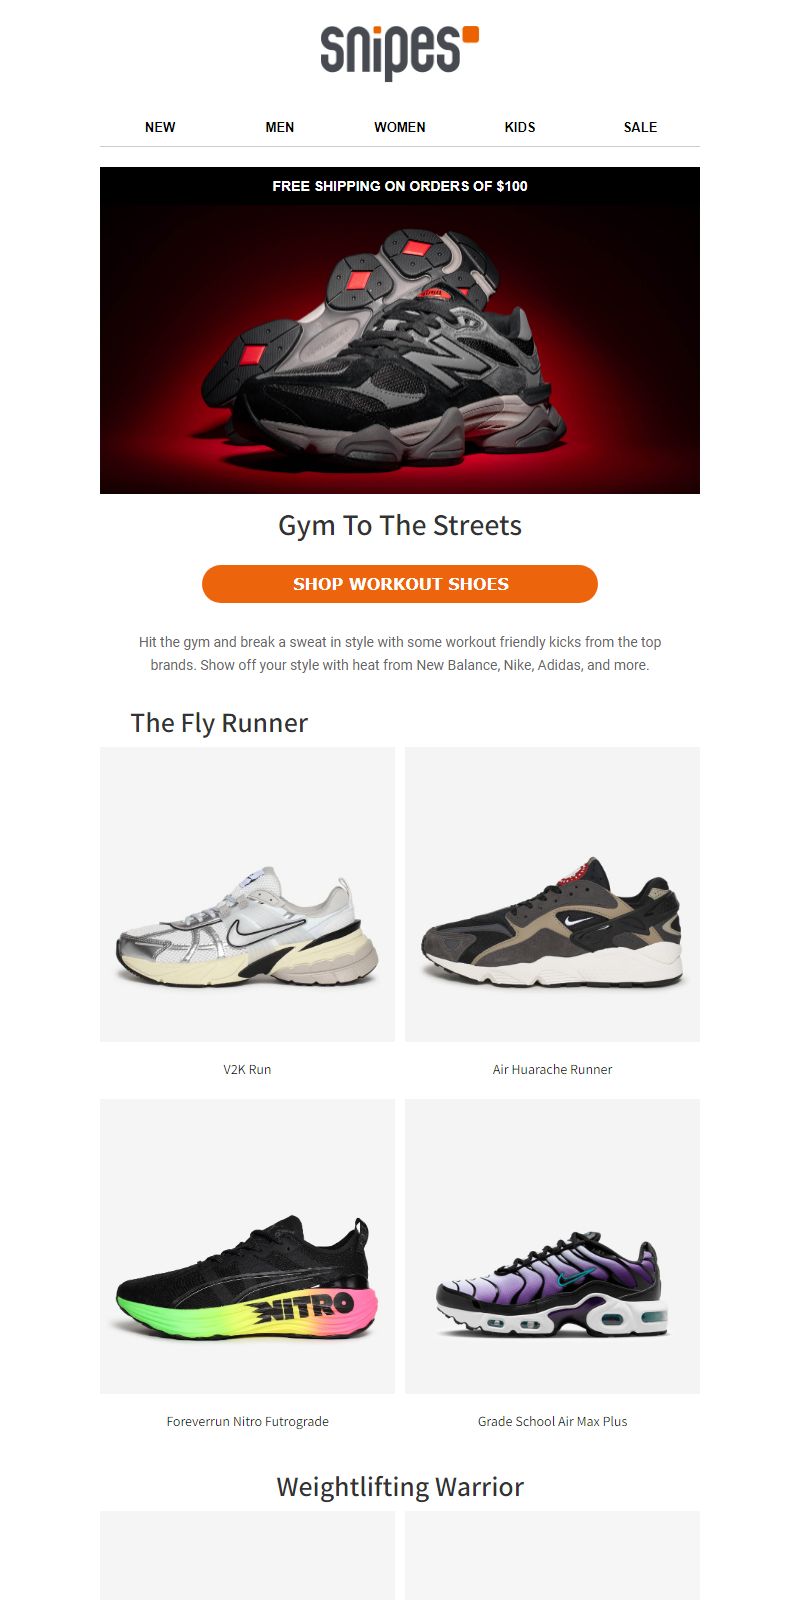 snipes
NEW MEN WOMEN KIDS SALE
FREE SHIPPING ON ORDERS OF $100
N
Gym To The Streets
SHOP WORKOUT SHOES
Hit the gym and break a sweat in style with some workout friendly kicks from the top
brands. Show off your style with heat from New Balance, Nike, Adidas, and more.
The Fly Runner
V2K Run
Air Huarache Runner
NITRO
Foreverrun Nitro Futrograde
Grade School Air Max Plus
Weightlifting Warrior